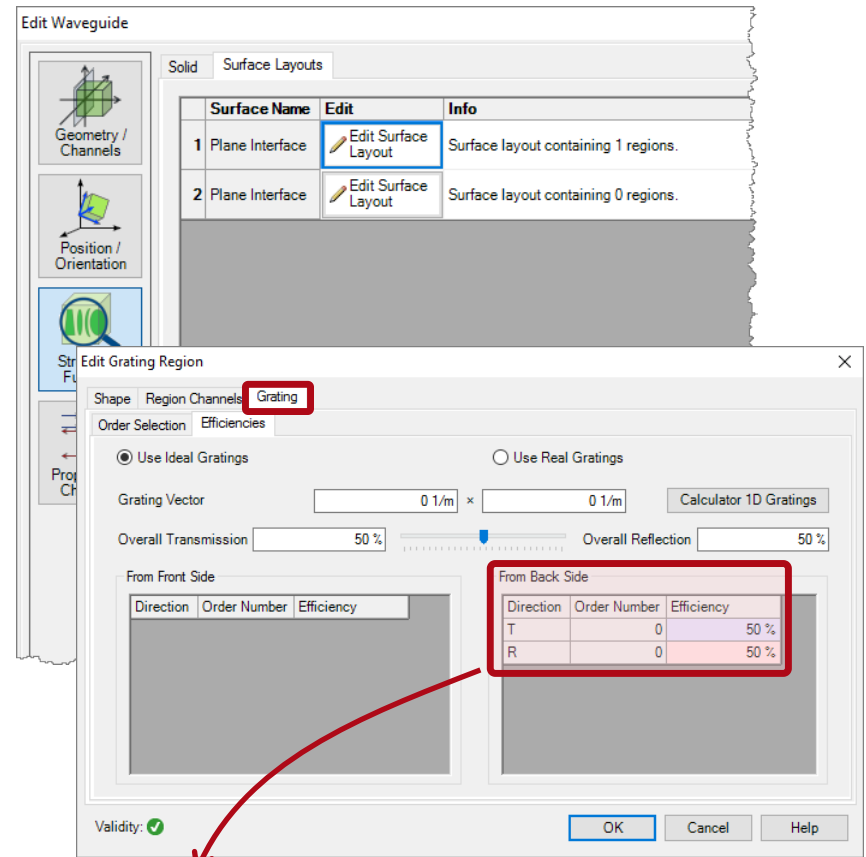 Edit Waveguide
Solid Surface Layouts
Surface Name Edit Info
1 Plane Interface Edit Surface Layout Surface layout containing 1 regions.
2 Plane Interface Edit Surface Layout Surface layout containing 0 regions.
Geometry /
Channels
Position /
Orientation
Edit Grating Region
Shape Region Channels Grating
Order Selection Efficiencies
Use Ideal Gratings Use Real Gratings
Grating Vector 0 1/m × 0 1/m Calculator 1D Gratings
Overall Transmission 50 % Overall Reflection 50 %
From Front Side From Back Side
Direction Order Number Efficiency Direction Order Number Efficiency
T 0 50 %
R 0 50 %
Validity: OK Cancel Help